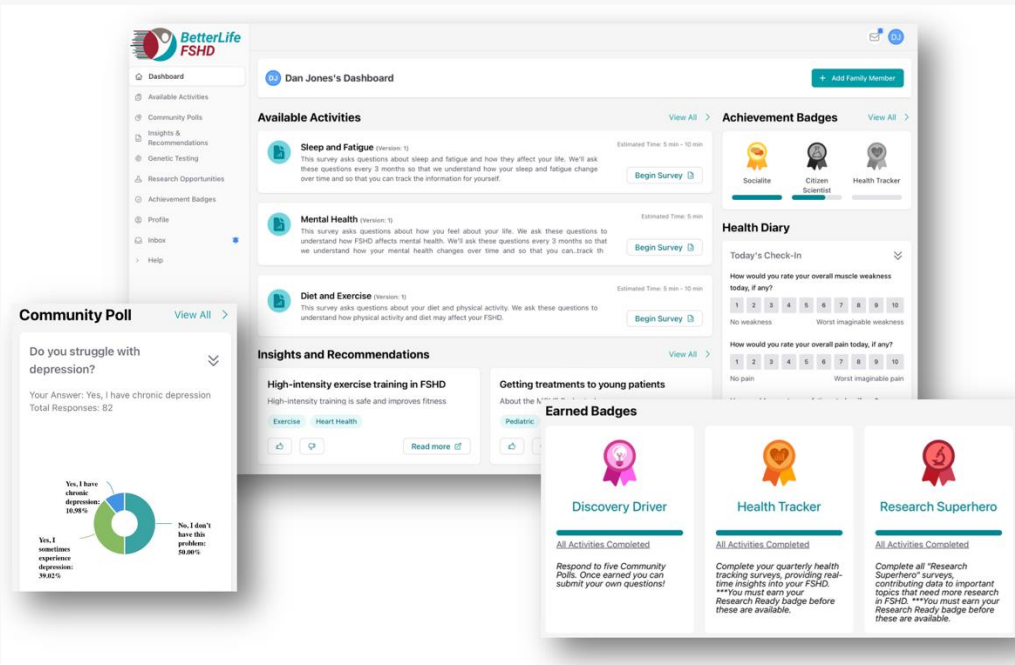 BetterLife
FSHD
DJ
Dashboard
Available Activities
Community Polls
Insights &
Recommendations
Genetic Testing
Research Opportunities
Achievement Badges
Profile
Inbox
Help
DJ Dan Jones's Dashboard
+ Add Family Member
Available Activities
View All >
Sleep and Fatigue (Version: 1)
Estimated Time: 5 min - 10 min
This survey asks questions about sleep and fatigue and how they affect your life. We'll ask
these questions every 3 months so that we understand how your sleep and fatigue change
over time and so that you can track the information for yourself.
Begin Survey
Mental Health (Version: 1)
Estimated Time: 5 min
This survey asks questions about how you feel about your life. We ask these questions to
understand how FSHD affects mental health. We'll ask these questions every 3 months so that
we understand how your mental health changes over time and so that you can..track th
Begin Survey
Diet and Exercise (Version: 1)
Estimated Time: 5 min - 10 min
This survey asks questions about your diet and physical activity. We ask these questions to
understand how physical activity and diet may affect your FSHD.
Begin Survey
Insights and Recommendations
View All >
High-intensity exercise training in FSHD
High-intensity training is safe and improves fitness
Exercise Heart Health
Read more
Getting treatments to young patients
About the
Pediatric
Achievement Badges
View All >
Socialite
Citizen
Scientist
Health Tracker
Health Diary
Today's Check-In
How would you rate your overall muscle weakness
today, if any?
1 2 3 4 5 6 7 8 9 10
No weakness Worst imaginable weakness
How would you rate your overall pain today, if any?
1 2 3 4 5 6 7 8 9 10
No pain Worst imaginable pain
Community Poll
View All >
Do you struggle with
depression?
Your Answer: Yes, I have chronic depression
Total Responses: 82
Yes, I have
chronic
depression:
10.98%
No, I don't
have this
problem:
50.00%
Yes, I
sometimes
experience
depression:
39.02%
Earned Badges
Discovery Driver
All Activities Completed
Respond to five Community
Polls. Once earned you can
submit your own questions!
Health Tracker
All Activities Completed
Complete your quarterly health
tracking surveys, providing real-
time insights into your FSHD.
***You must earn your
Research Ready badge before
these are available.
Research Superhero
All Activities Completed
Complete all "Research
Superhero" surveys,
contributing data to important
topics that need more research
in FSHD. ***You must earn your
Research Ready badge before
these are available.